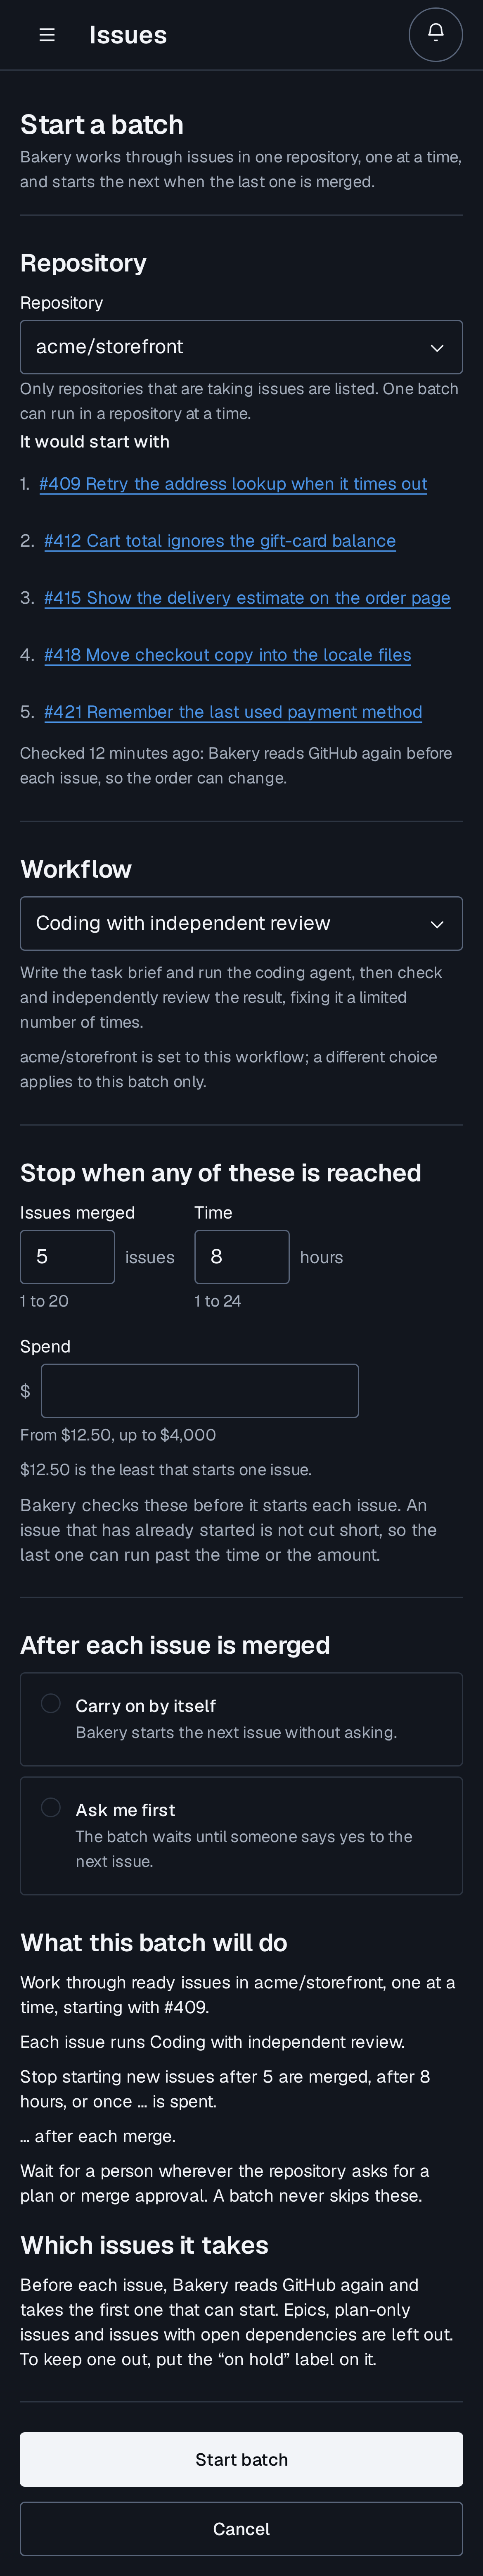 Issues
Start a batch
Bakery works through issues in one repository, one at a time,
and starts the next when the last one is merged.
Repository
Repository
acme/storefront
Only repositories that are taking issues are listed. One batch
can run in a repository at a time.
It would start with
1. #409 Retry the address lookup when it times out
2. #412 Cart total ignores the gift-card balance
3. #415 Show the delivery estimate on the order page
4. #418 Move checkout copy into the locale files
5. #421 Remember the last used payment method
Checked 12 minutes ago: Bakery reads GitHub again before
each issue, so the order can change.
Workflow
Coding with independent review
Write the task brief and run the coding agent, then check
and independently review the result, fixing it a limited
number of times.
acme/storefront is set to this workflow; a different choice
applies to this batch only.
Stop when any of these is reached
Issues merged Time
5 issues 8 hours
1 to 20 1 to 24
Spend
$
From $12.50, up to $4,000
$12.50 is the least that starts one issue.
Bakery checks these before it starts each issue. An
issue that has already started is not cut short, so the
last one can run past the time or the amount.
After each issue is merged
Carry on by itself
Bakery starts the next issue without asking.
Ask me first
The batch waits until someone says yes to the
next issue.
What this batch will do
Work through ready issues in acme/storefront, one at a
time, starting with #409.
Each issue runs Coding with independent review.
Stop starting new issues after 5 are merged, after 8
hours, or once … is spent.
… after each merge.
Wait for a person wherever the repository asks for a
plan or merge approval. A batch never skips these.
Which issues it takes
Before each issue, Bakery reads GitHub again and
takes the first one that can start. Epics, plan-only
issues and issues with open dependencies are left out.
To keep one out, put the “on hold” label on it.
Start batch
Cancel